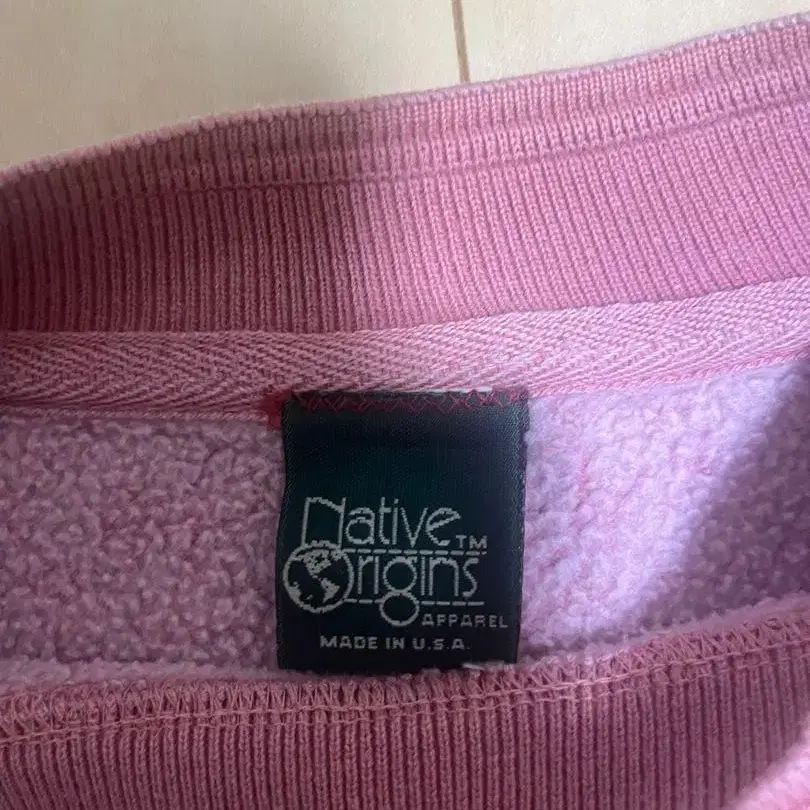 Native™
Origins
APPAREL
MADE IN U.S.A.